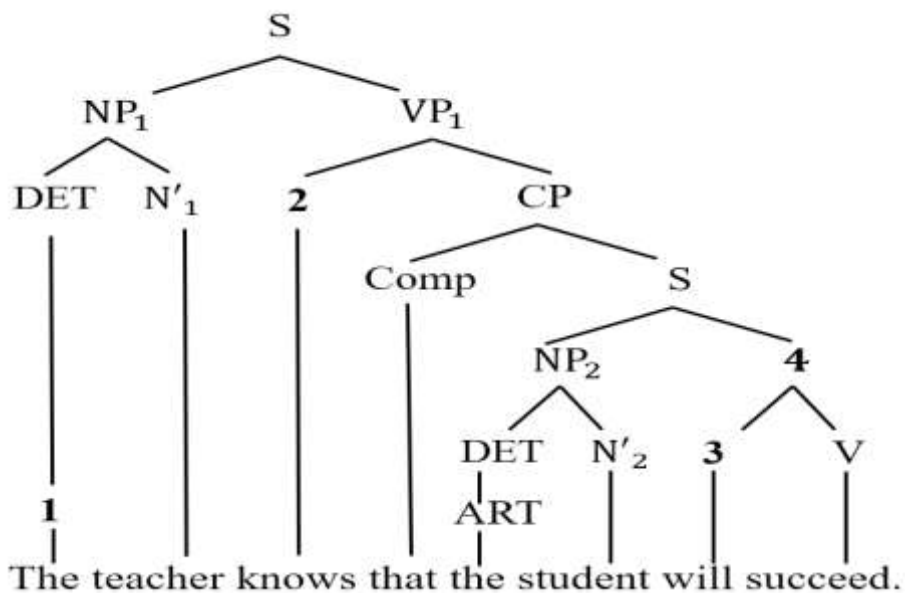 S
NP₁ VP₁
DET N′₁ 2 CP
Comp S
NP₂ 4
DET N′₂ 3 V
1 ART
The teacher knows that the student will succeed.